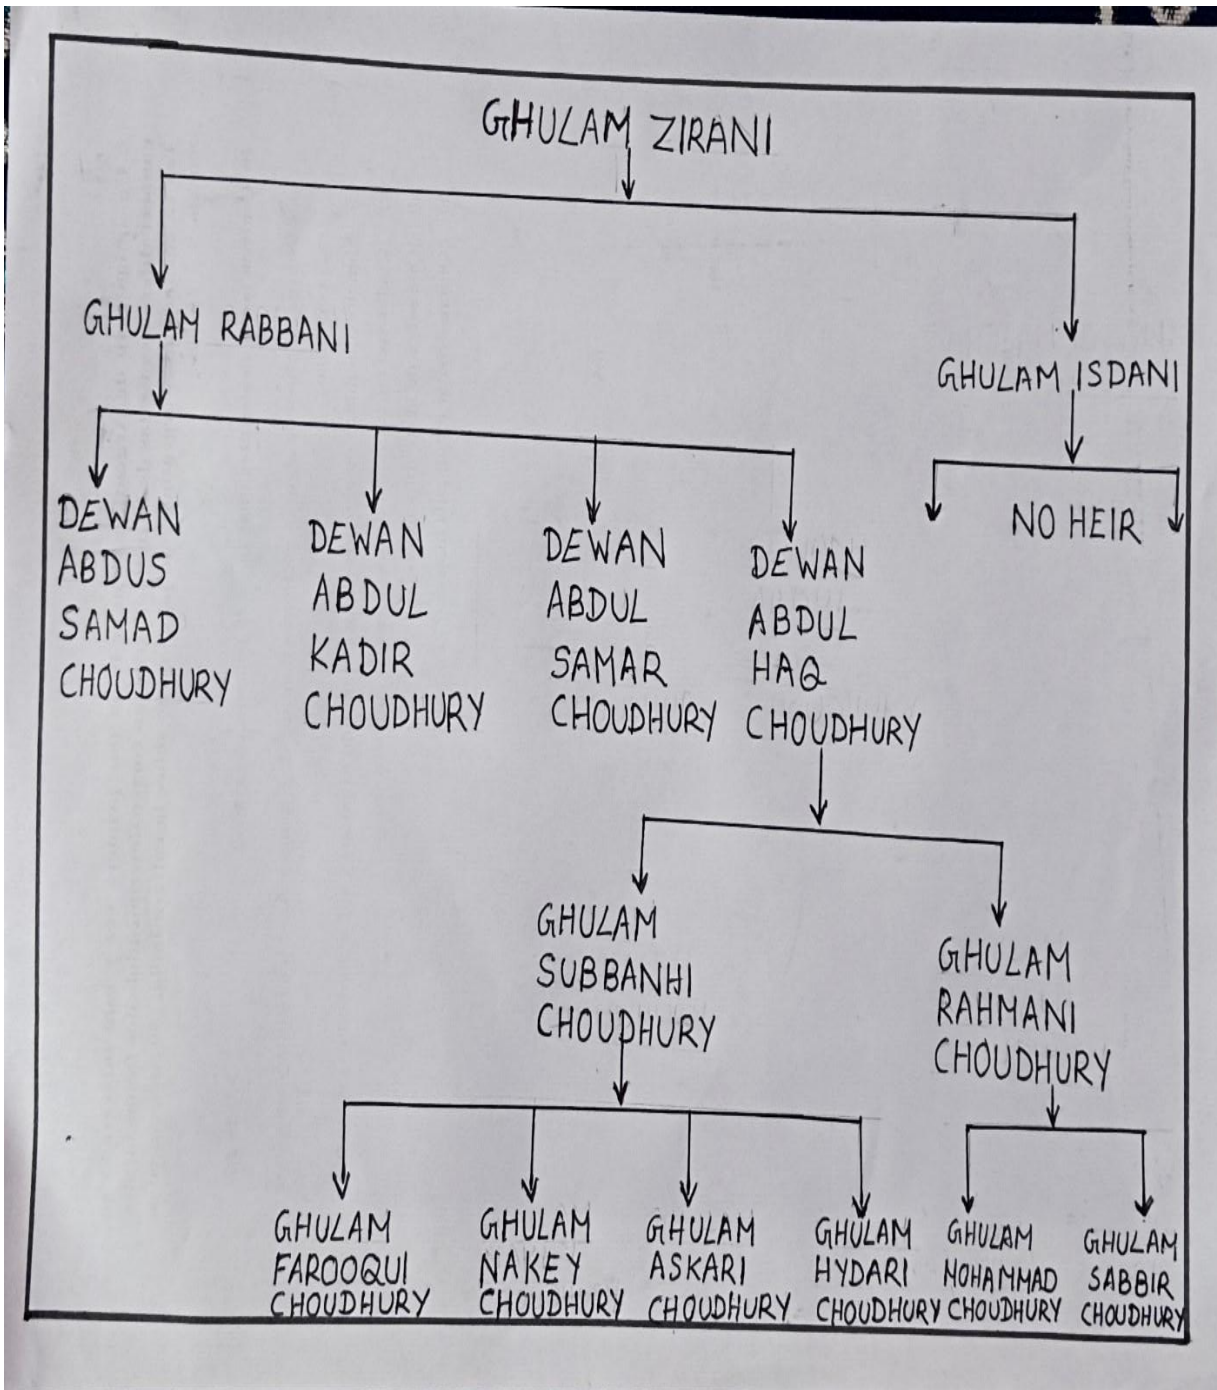 GHULAM ZIRANI
GHULAM RABBANI
GHULAM ISDANI
DEWAN
ABDUS
SAMAD
CHOUDHURY
DEWAN
ABDUL
KADIR
CHOUDHURY
DEWAN
ABDUL
SAMAR
CHOUDHURY
DEWAN
ABDUL
HAQ
CHOUDHURY
NO HEIR
GHULAM
SUBBANHI
CHOUDHURY
GHULAM
RAHMANI
CHOUDHURY
GHULAM
FAROOQUI
CHOUDHURY
GHULAM
NAKEY
CHOUDHURY
GHULAM
ASKARI
CHOUDHURY
GHULAM
HYDARI
CHOUDHURY
GHULAM
MOHAMMAD
CHOUDHURY
GHULAM
SABBIR
CHOUDHURY